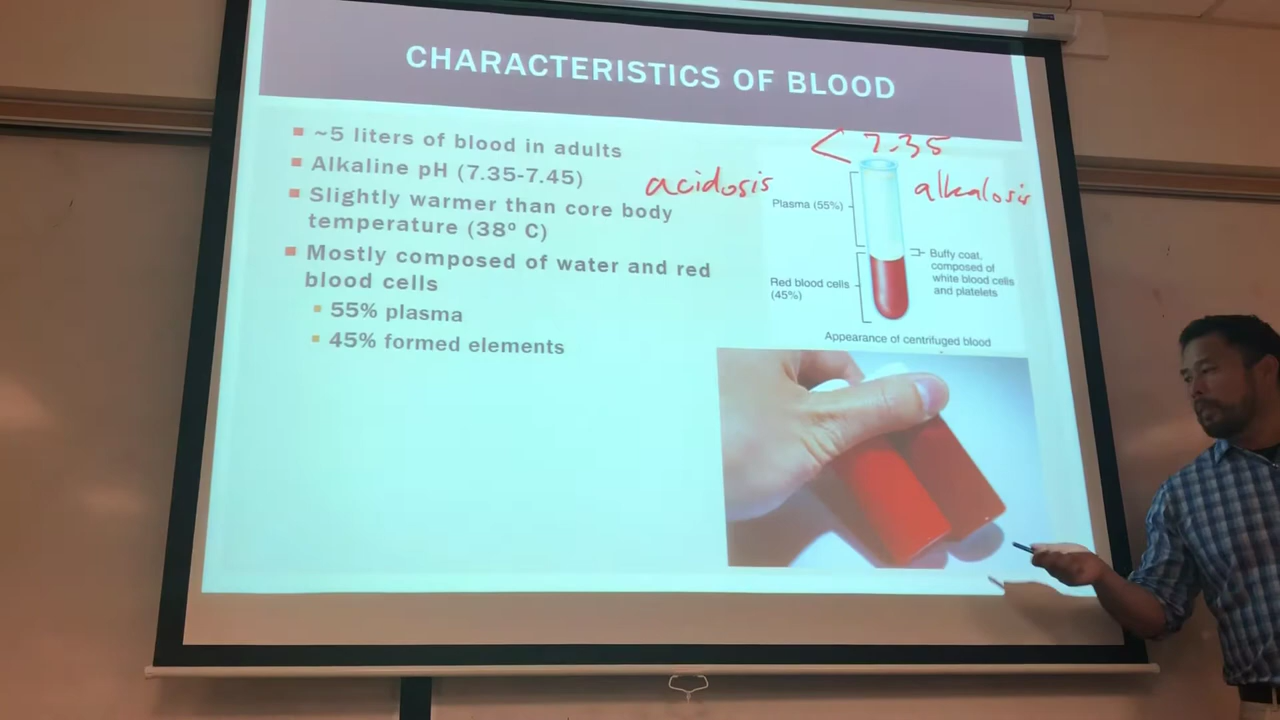 CHARACTERISTICS OF BLOOD
~5 liters of blood in adults
Alkaline pH (7.35-7.45)
Slightly warmer than core body
temperature (38º C)
Mostly composed of water and red
blood cells
55% plasma
45% formed elements
< 7.35
acidosis
alkalosis
Plasma (55%)
Buffy coat,
composed of
white blood cells
and platelets
Red blood cells
(45%)
Appearance of centrifuged blood